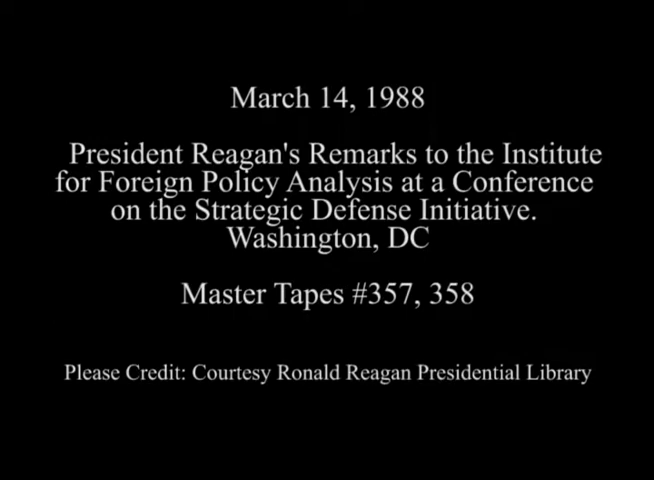 March 14, 1988
President Reagan's Remarks to the Institute
for Foreign Policy Analysis at a Conference
on the Strategic Defense Initiative.
Washington, DC
Master Tapes #357, 358
Please Credit: Courtesy Ronald Reagan Presidential Library